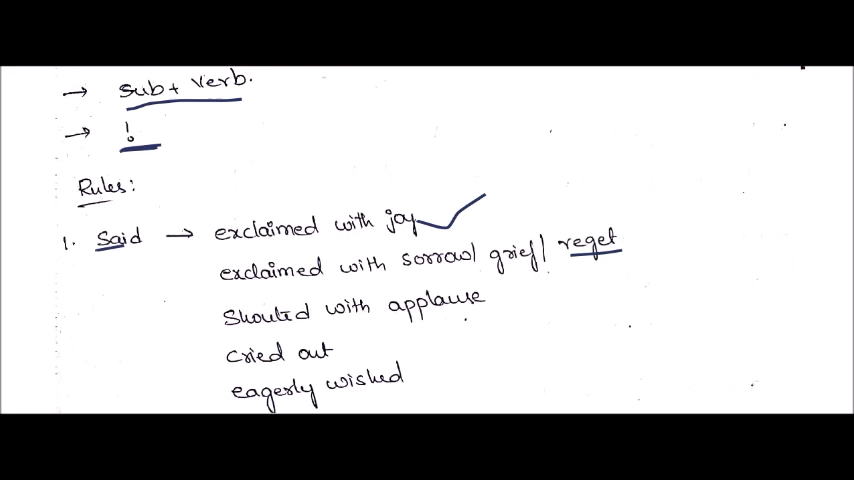 → Sub + Verb.
→ !
Rules:
1. Said → exclaimed with joy
exclaimed with sorrow/ grief/ reget
Shouted with applause
Cried out
eagerly wished